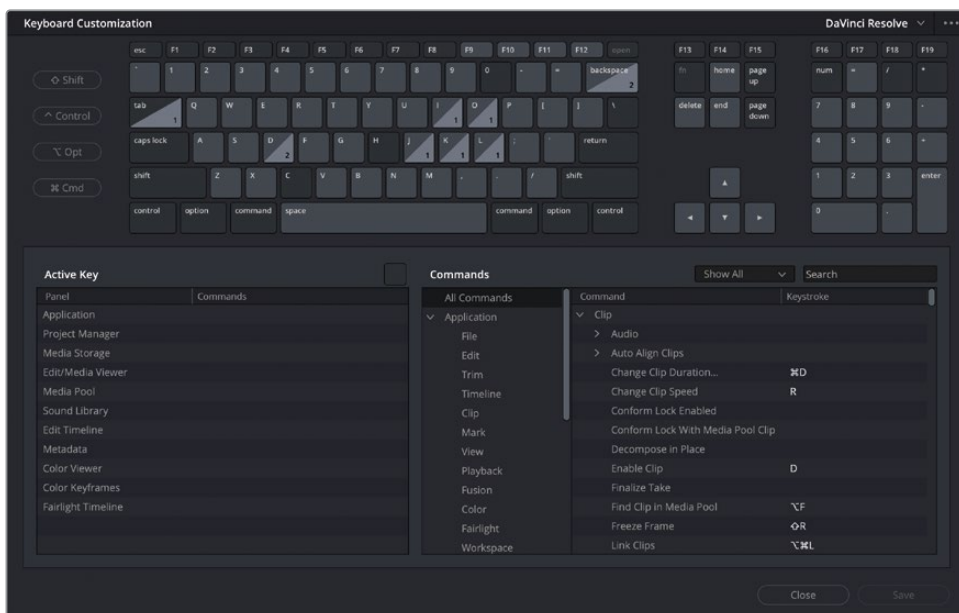 Keyboard Customization DaVinci Resolve
esc F1 F2 F3 F4 F5 F6 F7 F8 F9 F10 F11 F12 open F13 F14 F15 F16 F17 F18 F19
⇧ Shift
` 1 2 3 4 5 6 7 8 9 0 - = backspace 2 fn home page up num = / *
^ Control
tab 1 Q W E R T Y U I 1 O 1 P [ ] \ delete end page down 7 8 9 -
⌥ Opt
caps lock A S D 2 F G H J 1 K 1 L 1 ; ' return 4 5 6 +
⌘ Cmd
shift Z X C V B N M , . / shift 1 2 3 enter
control option command space command option control 0 .
Active Key
Panel Commands
Application
Project Manager
Media Storage
Edit/Media Viewer
Media Pool
Sound Library
Edit Timeline
Metadata
Color Viewer
Color Keyframes
Fairlight Timeline
Commands Show All Search
All Commands
Application
File
Edit
Trim
Timeline
Clip
Mark
View
Playback
Fusion
Color
Fairlight
Workspace
Command Keystroke
Clip
Audio
Auto Align Clips
Change Clip Duration... ⌘D
Change Clip Speed R
Conform Lock Enabled
Conform Lock With Media Pool Clip
Decompose in Place
Enable Clip D
Finalize Take
Find Clip in Media Pool ⌥F
Freeze Frame ⇧R
Link Clips ⌥⌘L
Close Save